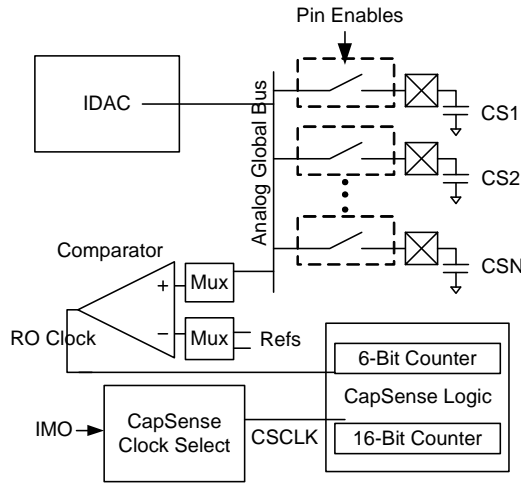 Pin Enables
IDAC
Analog Global Bus
CS1
CS2
CSN
Comparator
+
Mux
−
Mux
Refs
RO Clock
6-Bit Counter
CapSense Logic
16-Bit Counter
IMO
CapSense
Clock Select
CSCLK